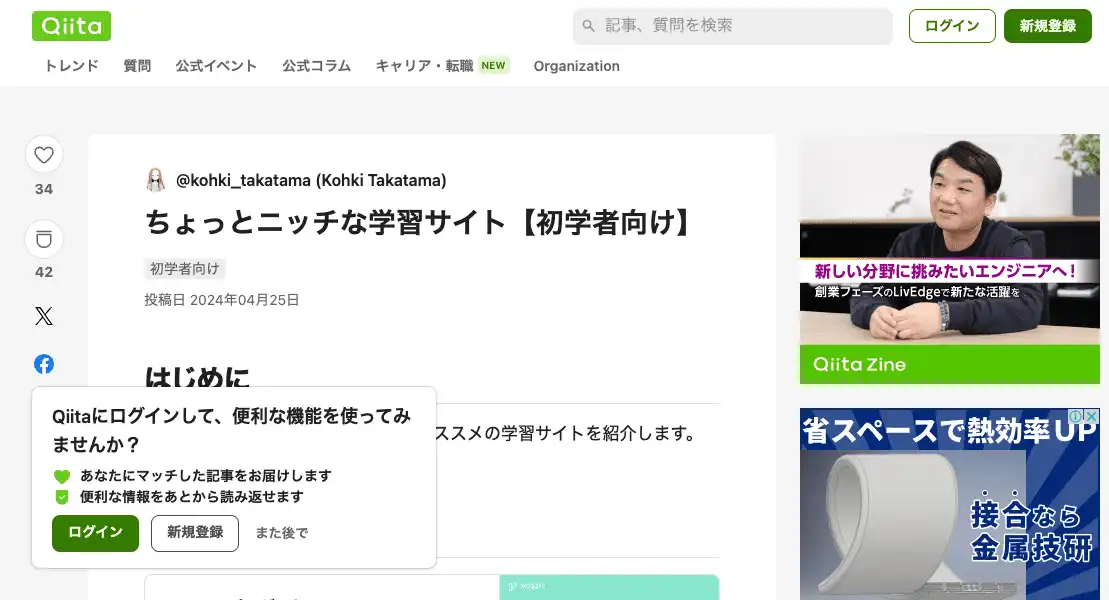 Qiita
記事、質問を検索
ログイン
新規登録
トレンド
質問
公式イベント
公式コラム
キャリア・転職 NEW
Organization
34
42
@kohki_takatama (Kohki Takatama)
ちょっとニッチな学習サイト【初学者向け】
初学者向け
投稿日 2024年04月25日
はじめに
ススメの学習サイトを紹介します。
Qiitaにログインして、便利な機能を使ってみ
ませんか？
あなたにマッチした記事をお届けします
便利な情報をあとから読み返せます
ログイン
新規登録
また後で
新しい分野に挑みたいエンジニアへ！
創業フェーズのLivEdgeで新たな活躍を
Qiita Zine
省スペースで熱効率UP
接合なら
金属技研